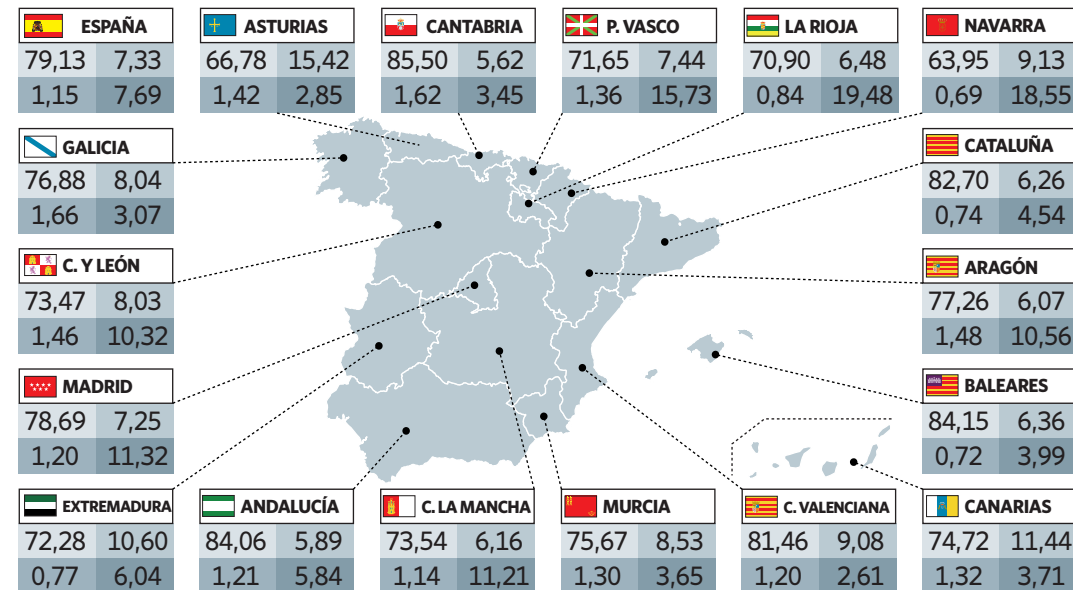 ESPAÑA
79,13 7,33
1,15 7,69
ASTURIAS
66,78 15,42
1,42 2,85
CANTABRIA
85,50 5,62
1,62 3,45
P. VASCO
71,65 7,44
1,36 15,73
LA RIOJA
70,90 6,48
0,84 19,48
NAVARRA
63,95 9,13
0,69 18,55
GALICIA
76,88 8,04
1,66 3,07
CATALUÑA
82,70 6,26
0,74 4,54
C. Y LEÓN
73,47 8,03
1,46 10,32
ARAGÓN
77,26 6,07
1,48 10,56
MADRID
78,69 7,25
1,20 11,32
BALEARES
84,15 6,36
0,72 3,99
EXTREMADURA
72,28 10,60
0,77 6,04
ANDALUCÍA
84,06 5,89
1,21 5,84
C. LA MANCHA
73,54 6,16
1,14 11,21
MURCIA
75,67 8,53
1,30 3,65
C. VALENCIANA
81,46 9,08
1,20 2,61
CANARIAS
74,72 11,44
1,32 3,71